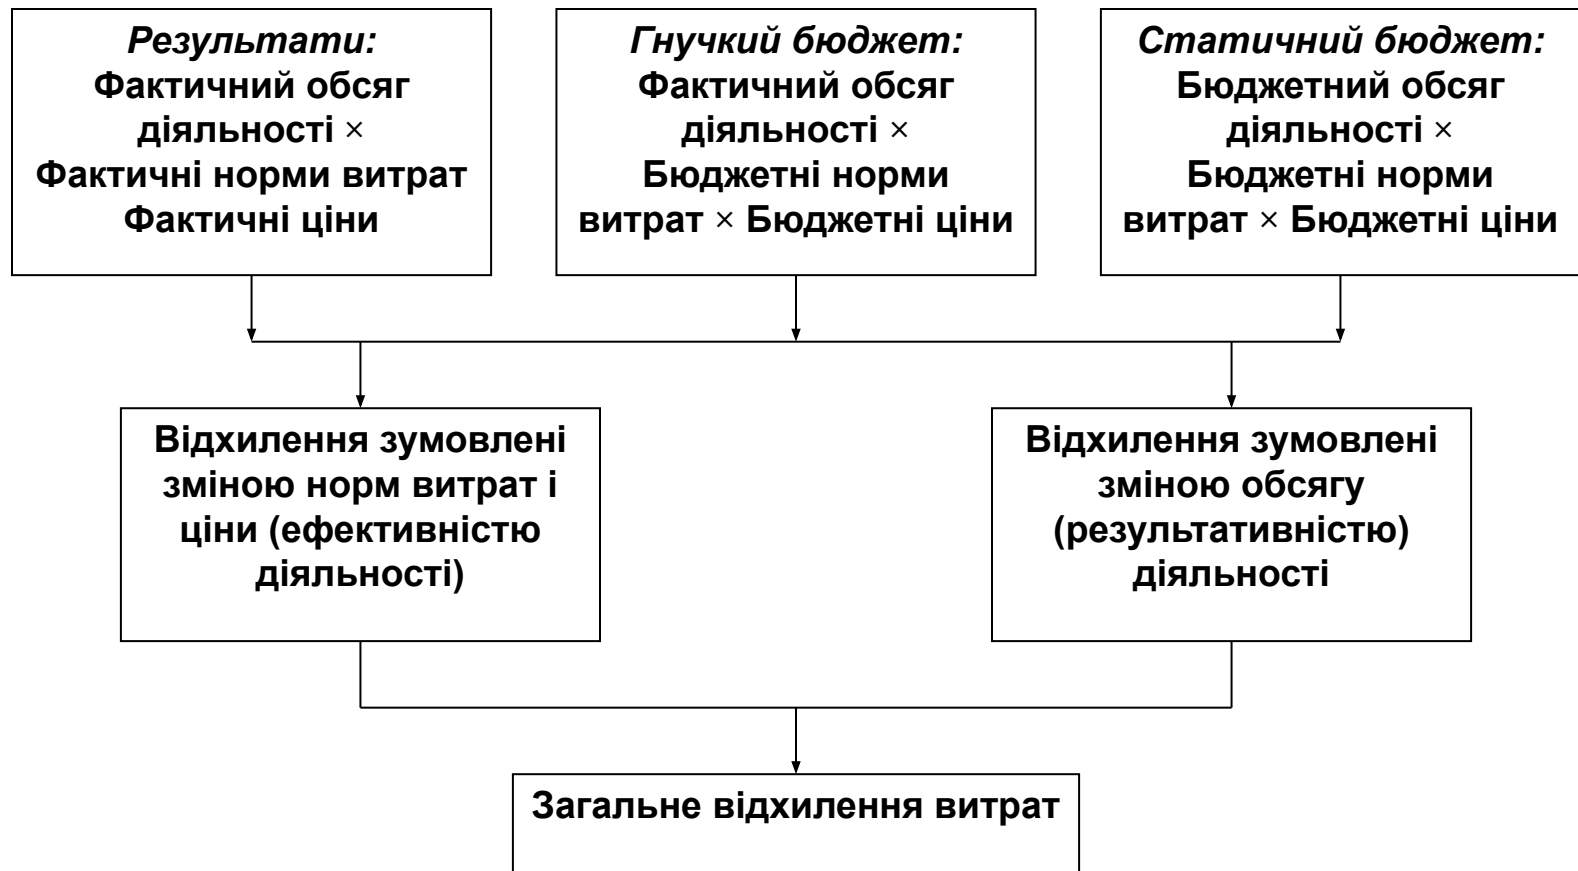 Результати:
Фактичний обсяг
діяльності ×
Фактичні норми витрат
Фактичні ціни
Гнучкий бюджет:
Фактичний обсяг
діяльності ×
Бюджетні норми
витрат × Бюджетні ціни
Статичний бюджет:
Бюджетний обсяг
діяльності ×
Бюджетні норми
витрат × Бюджетні ціни
Відхилення зумовлені
зміною норм витрат і
ціни (ефективністю
діяльності)
Відхилення зумовлені
зміною обсягу
(результативністю)
діяльності
Загальне відхилення витрат